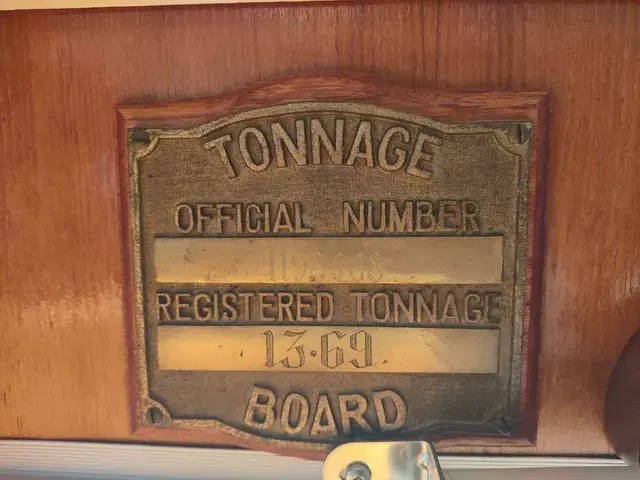 TONNAGE
OFFICIAL NUMBER
REGISTERED TONNAGE
13·69.
BOARD